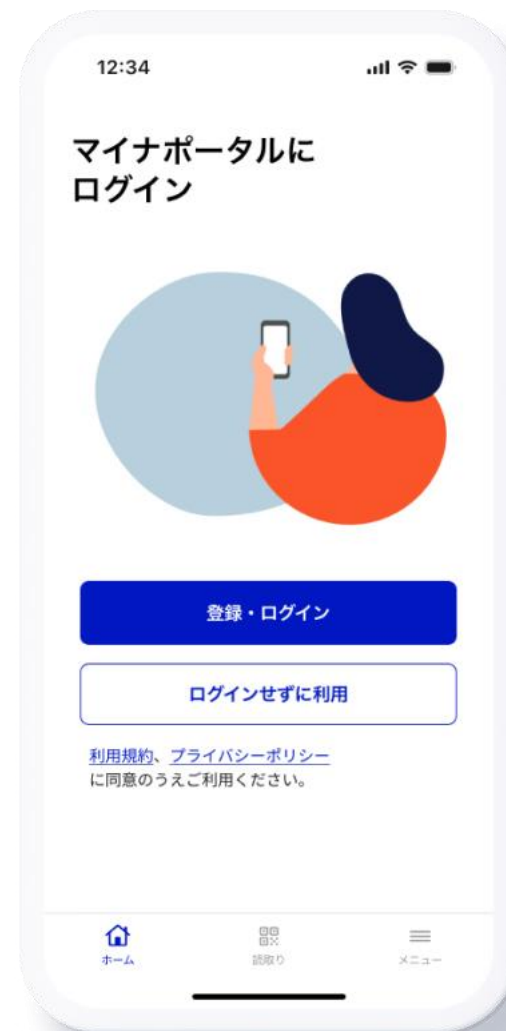 12:34
マイナポータルに
ログイン
登録・ログイン
ログインせずに利用
利用規約、プライバシーポリシー
に同意のうえご利用ください。
ホーム
読取り
メニュー